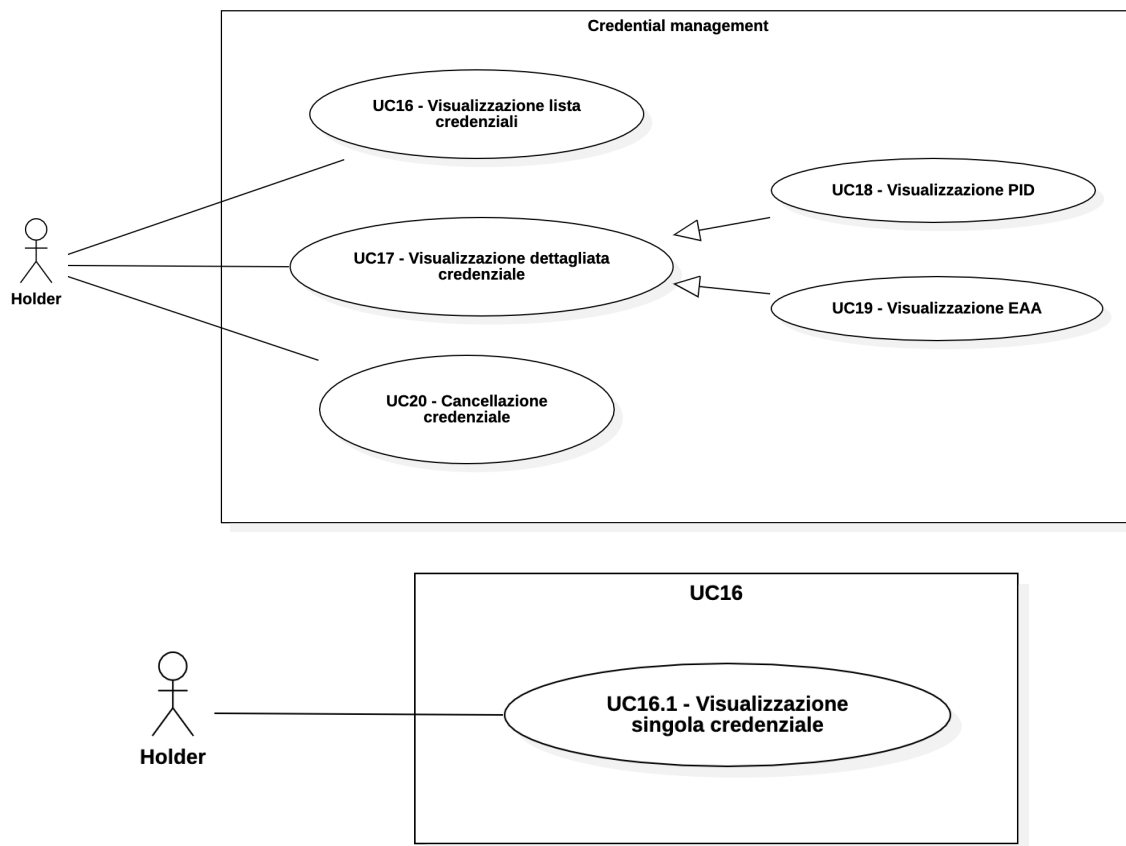 Credential management
UC16 - Visualizzazione lista
credenziali
UC18 - Visualizzazione PID
UC17 - Visualizzazione dettagliata
credenziale
Holder
UC19 - Visualizzazione EAA
UC20 - Cancellazione
credenziale
UC16
UC16.1 - Visualizzazione
singola credenziale
Holder